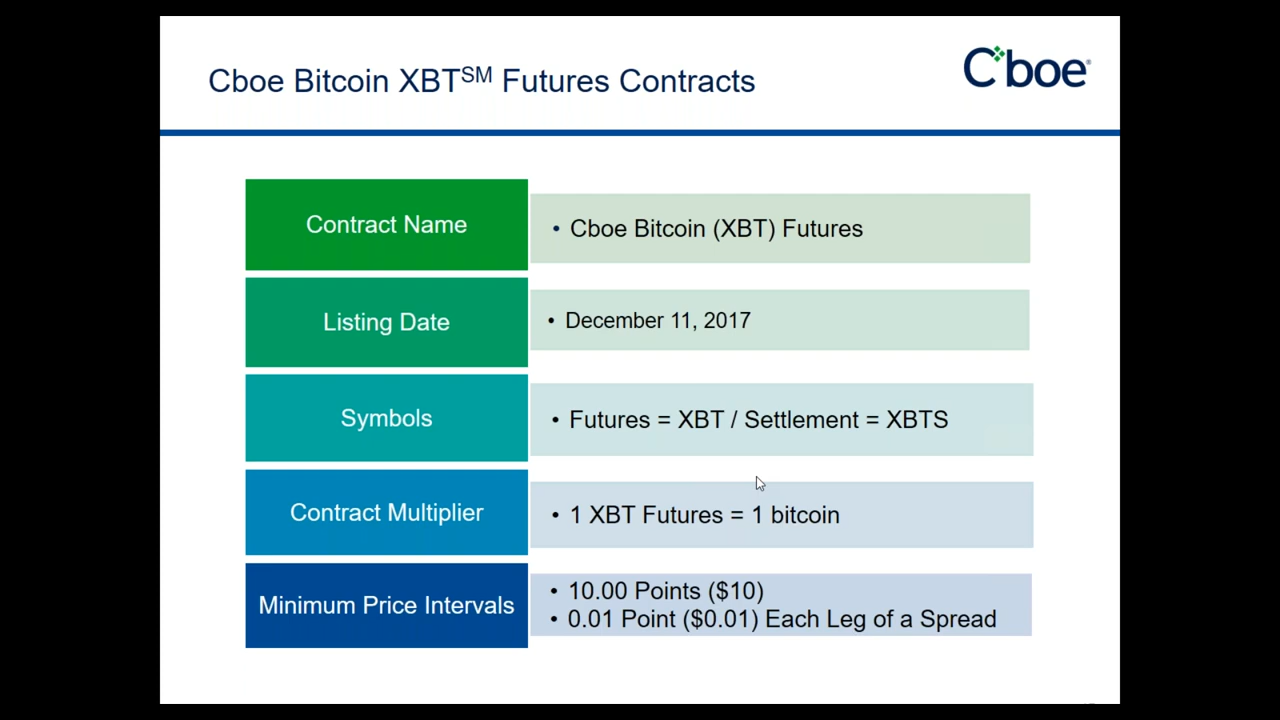 Cboe Bitcoin XBT℠ Futures Contracts
Cboe®
Contract Name
• Cboe Bitcoin (XBT) Futures
Listing Date
• December 11, 2017
Symbols
• Futures = XBT / Settlement = XBTS
Contract Multiplier
• 1 XBT Futures = 1 bitcoin
Minimum Price Intervals
• 10.00 Points ($10)
• 0.01 Point ($0.01) Each Leg of a Spread